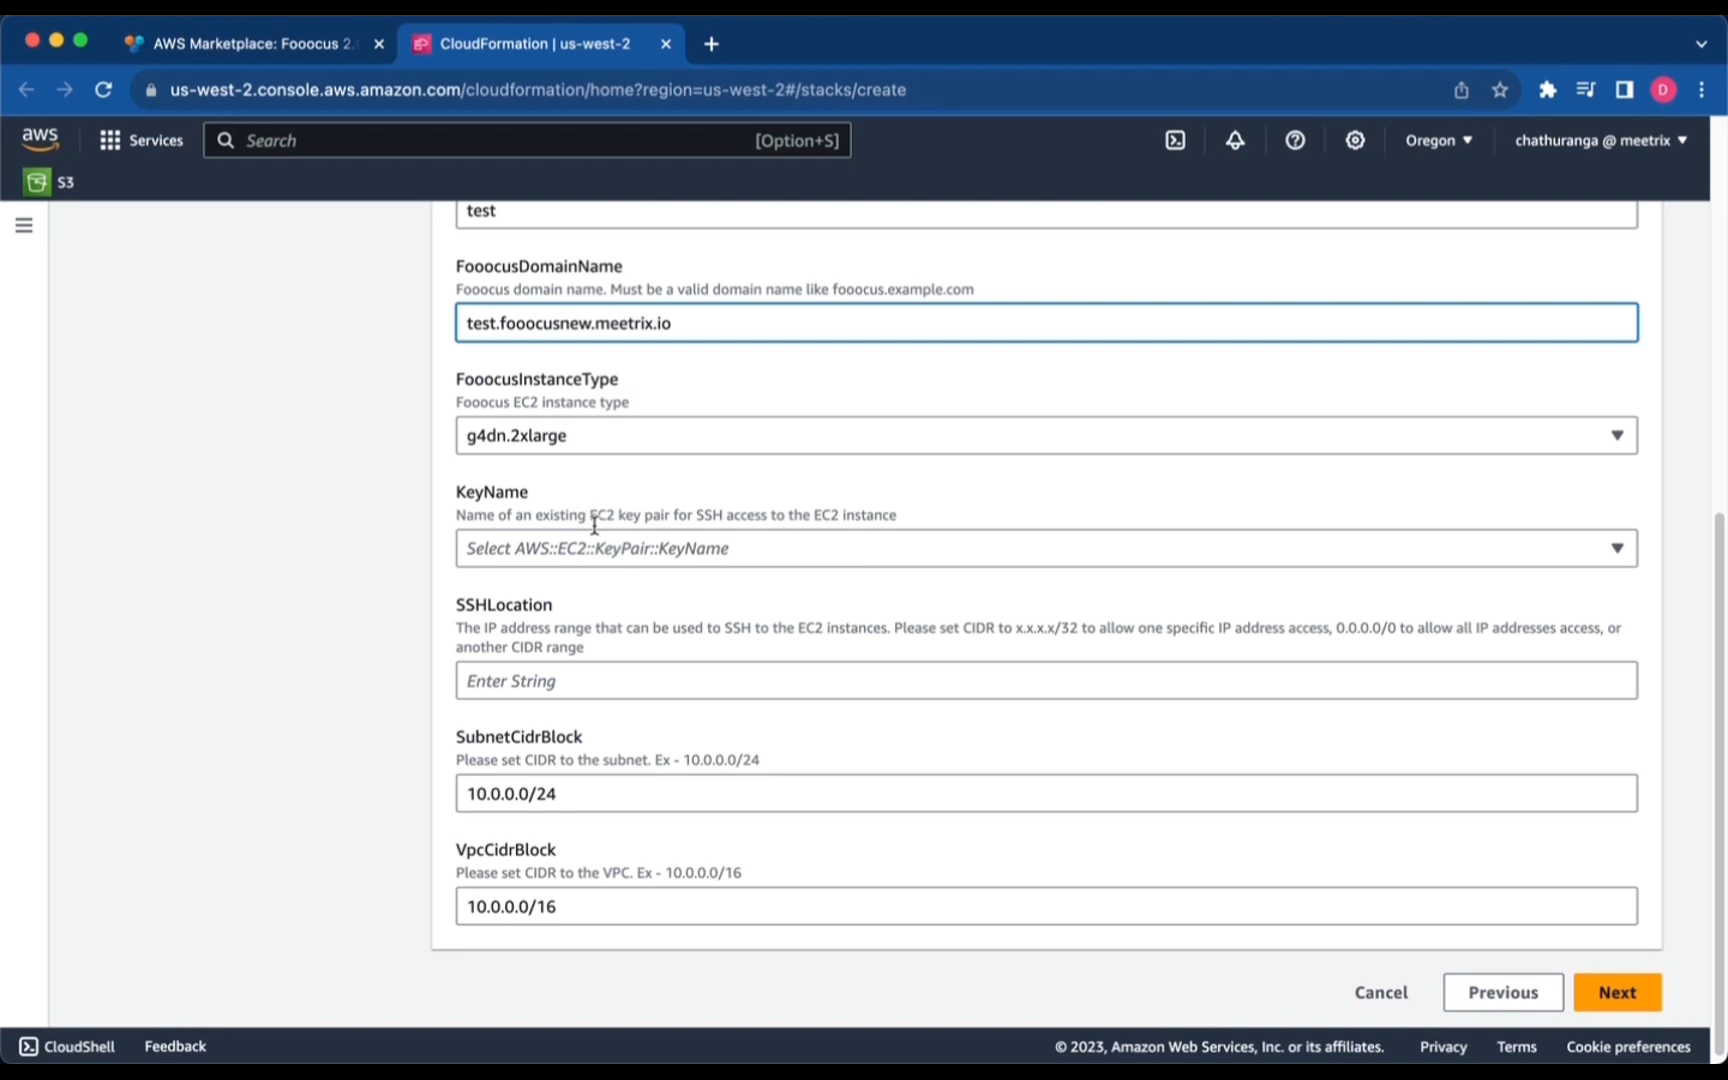 AWS Marketplace: Fooocus 2.
CloudFormation | us-west-2
us-west-2.console.aws.amazon.com/cloudformation/home?region=us-west-2#/stacks/create
D
aws
Services
Search
[Option+S]
Oregon
chathuranga @ meetrix
S3
test
FooocusDomainName
Fooocus domain name. Must be a valid domain name like fooocus.example.com
test.fooocusnew.meetrix.io
FooocusInstanceType
Fooocus EC2 instance type
g4dn.2xlarge
KeyName
Name of an existing EC2 key pair for SSH access to the EC2 instance
Select AWS::EC2::KeyPair::KeyName
SSHLocation
The IP address range that can be used to SSH to the EC2 instances. Please set CIDR to x.x.x.x/32 to allow one specific IP address access, 0.0.0.0/0 to allow all IP addresses access, or
another CIDR range
Enter String
SubnetCidrBlock
Please set CIDR to the subnet. Ex - 10.0.0.0/24
10.0.0.0/24
VpcCidrBlock
Please set CIDR to the VPC. Ex - 10.0.0.0/16
10.0.0.0/16
Cancel
Previous
Next
CloudShell
Feedback
© 2023, Amazon Web Services, Inc. or its affiliates.
Privacy
Terms
Cookie preferences